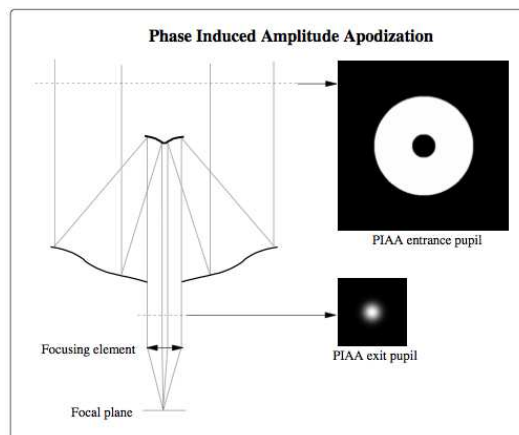 Phase Induced Amplitude Apodization
PIAA entrance pupil
PIAA exit pupil
Focusing element
Focal plane